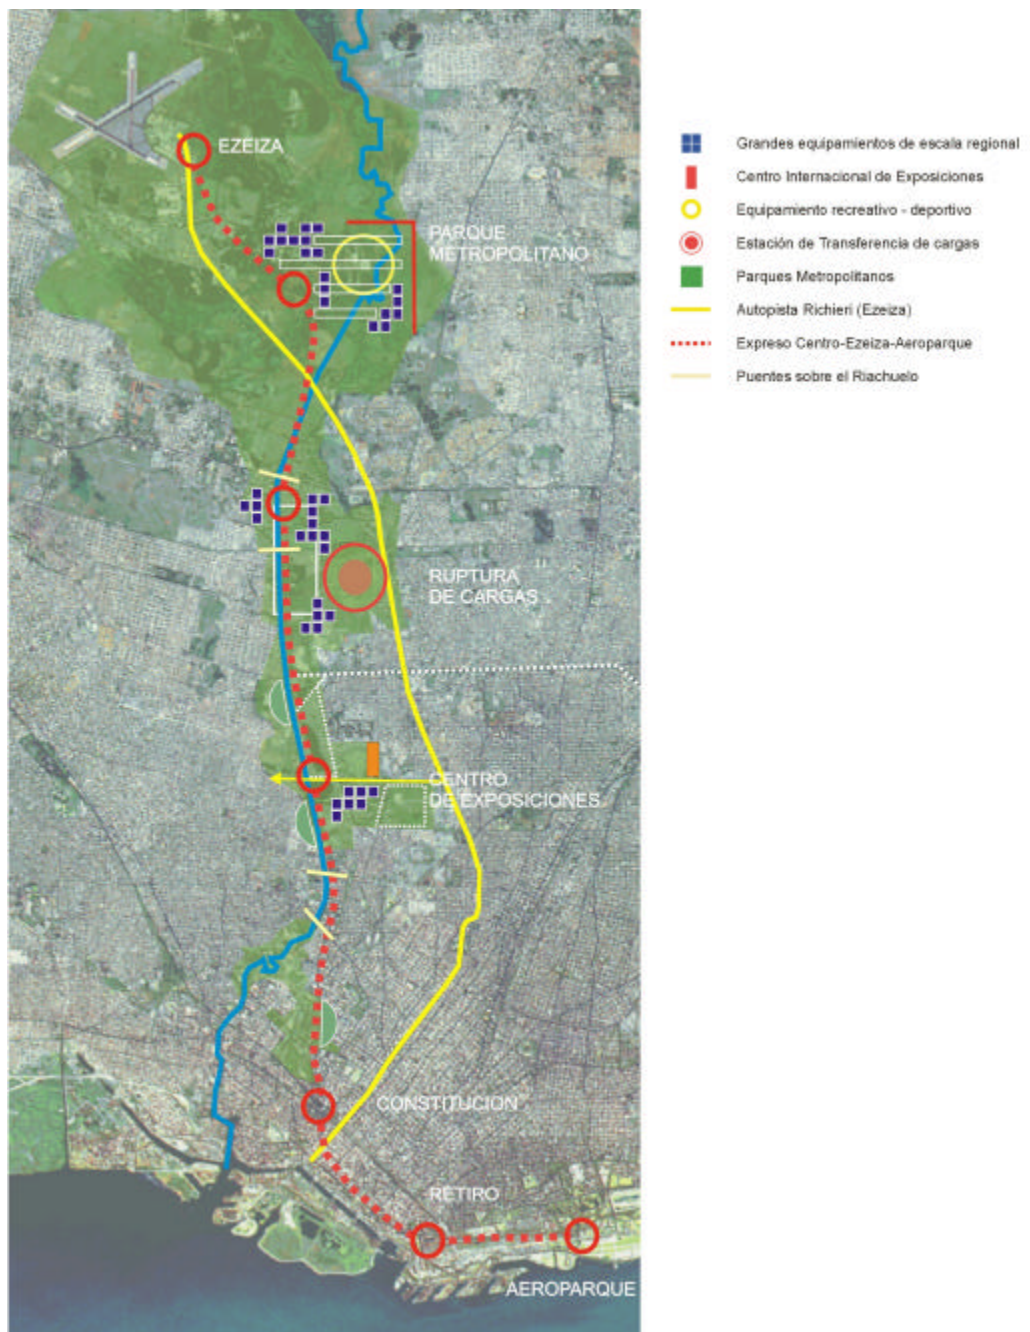 EZEIZA
PARQUE
METROPOLITANO
RUPTURA
DE CARGAS
CENTRO
DE EXPOSICIONES
CONSTITUCION
RETIRO
AEROPARQUE
Grandes equipamientos de escala regional
Centro Internacional de Exposiciones
Equipamiento recreativo - deportivo
Estación de Transferencia de cargas
Parques Metropolitanos
Autopista Richieri (Ezeiza)
Expreso Centro-Ezeiza-Aeroparque
Puentes sobre el Riachuelo